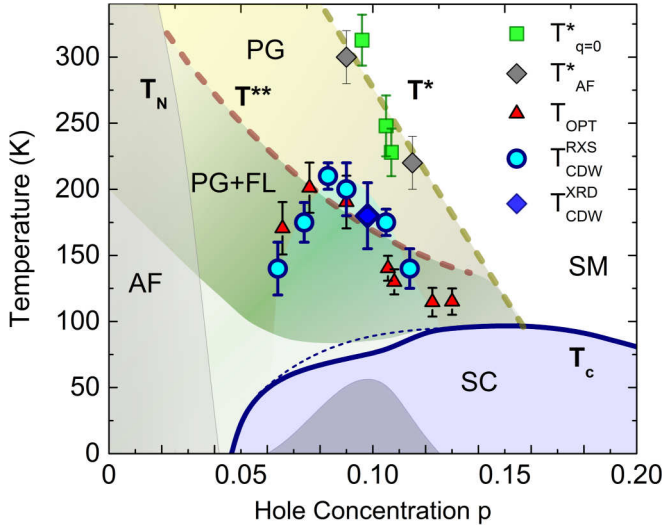 300
250
200
150
100
50
0
Temperature (K)
0
0.05
0.10
0.15
0.20
Hole Concentration p
PG
T_N
T**
T*
PG+FL
AF
SM
SC
T_c
T*_q=0
T*_AF
T_OPT
T^RXS_CDW
T^XRD_CDW